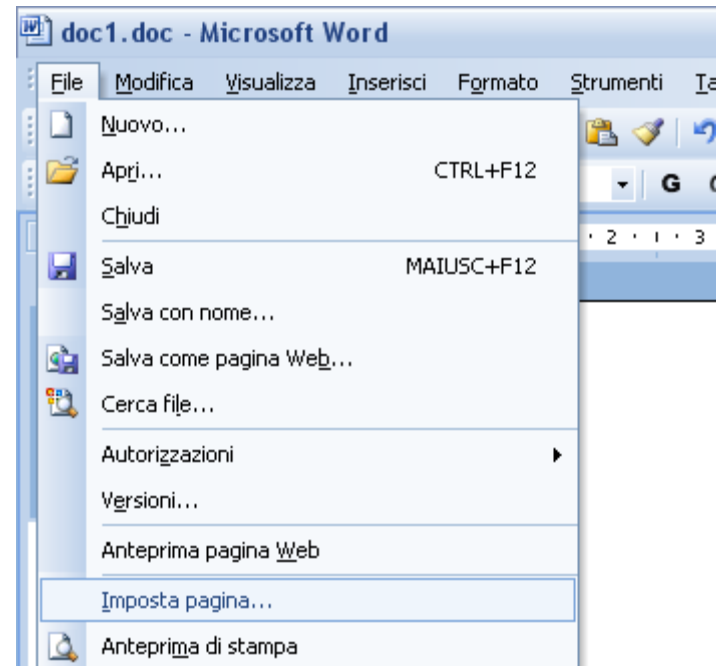 doc1.doc - Microsoft Word
File Modifica Visualizza Inserisci Formato Strumenti
Nuovo...
Apri... CTRL+F12
G
Chiudi
2 · 3
Salva MAIUSC+F12
Salva con nome...
Salva come pagina Web...
Cerca file...
Autorizzazioni
Versioni...
Anteprima pagina Web
Imposta pagina...
Anteprima di stampa